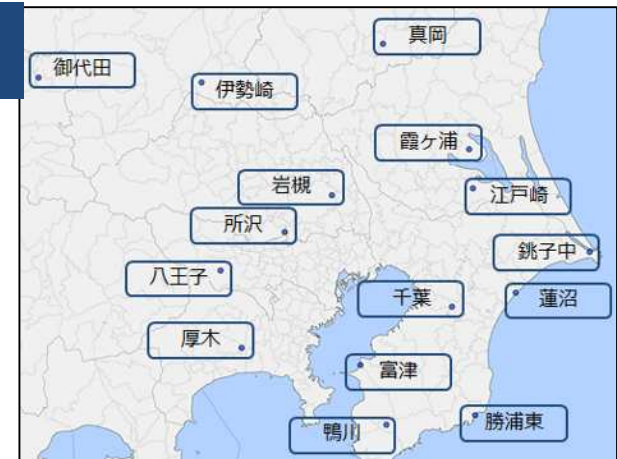 真岡
御代田
伊勢崎
霞ヶ浦
岩槻
江戸崎
所沢
銚子中
八王子
千葉
蓮沼
厚木
富津
勝浦東
鴨川